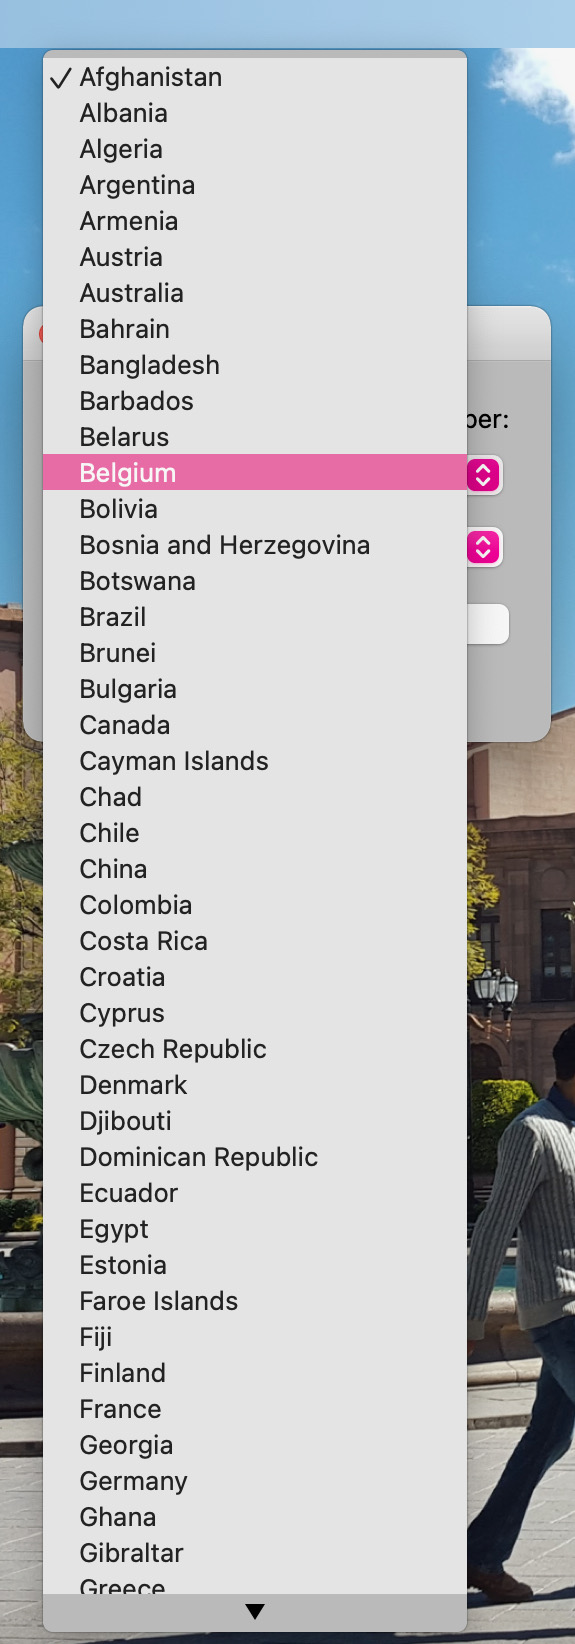 Afghanistan
Albania
Algeria
Argentina
Armenia
Austria
Australia
Bahrain
Bangladesh
Barbados
ber:
Belarus
Belgium
Bolivia
Bosnia and Herzegovina
Botswana
Brazil
Brunei
Bulgaria
Canada
Cayman Islands
Chad
Chile
China
Colombia
Costa Rica
Croatia
Cyprus
Czech Republic
Denmark
Djibouti
Dominican Republic
Ecuador
Egypt
Estonia
Faroe Islands
Fiji
Finland
France
Georgia
Germany
Ghana
Gibraltar
Greece